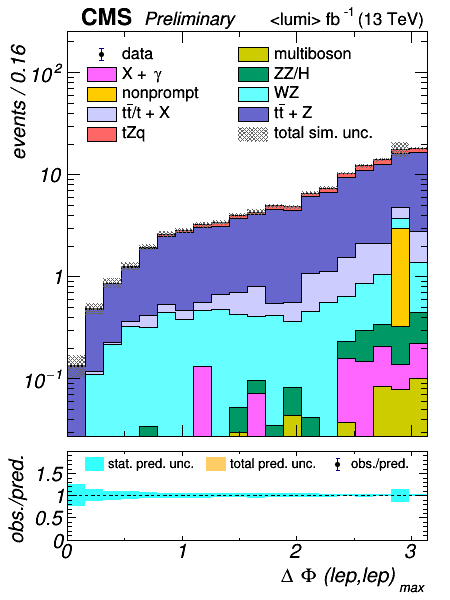 CMS Preliminary <lumi> fb⁻¹ (13 TeV)
events / 0.16
data
multiboson
X + γ
ZZ/H
nonprompt
WZ
tt̄/t + X
tt̄ + Z
tZq
total sim. unc.
10²
10
1
10⁻¹
obs./pred.
stat. pred. unc. total pred. unc. obs./pred.
1.5
1
0.5
0
0 1 2 3
Δ Φ (lep,lep)max